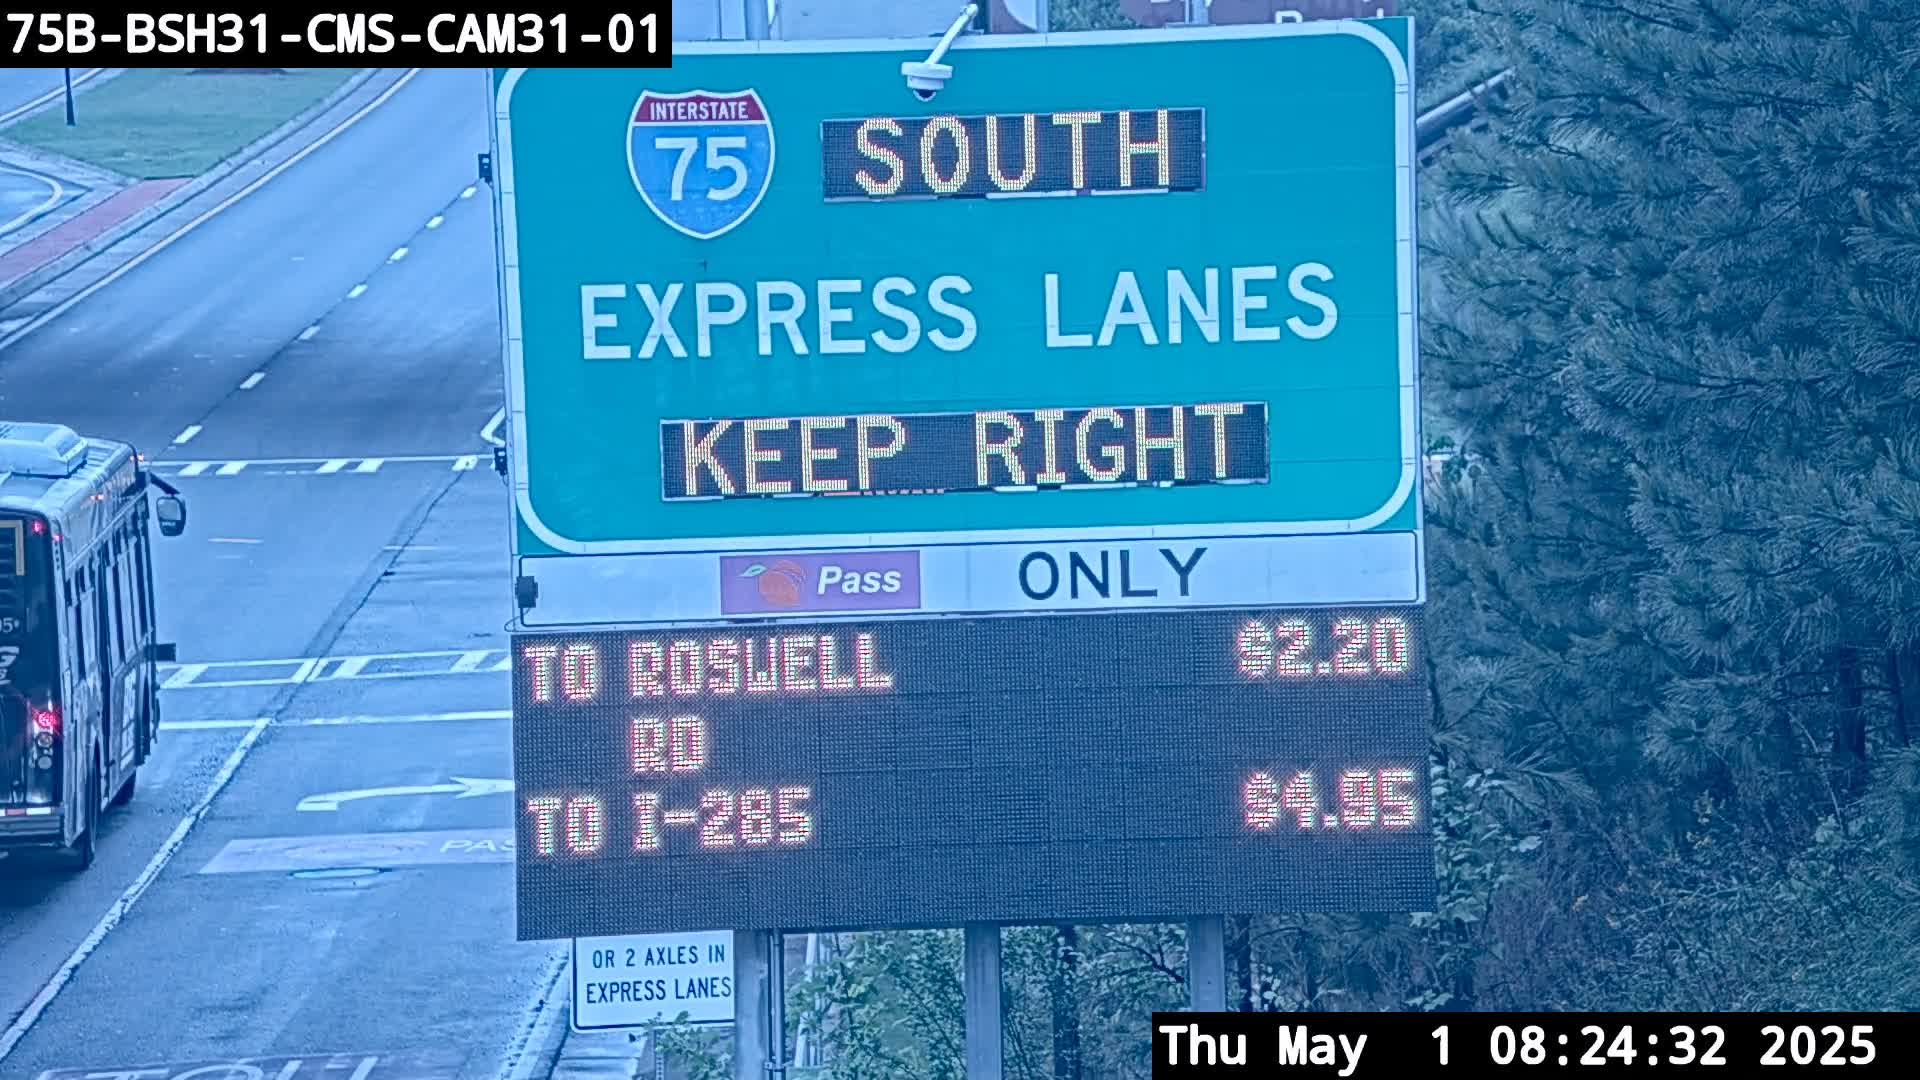 75B-BSH31-CMS-CAM31-01
INTERSTATE
75
SOUTH
EXPRESS LANES
KEEP RIGHT
Pass ONLY
TO ROSWELL $2.20
RD
TO I-285 $4.95
OR 2 AXLES IN
EXPRESS LANES
Thu May 1 08:24:32 2025